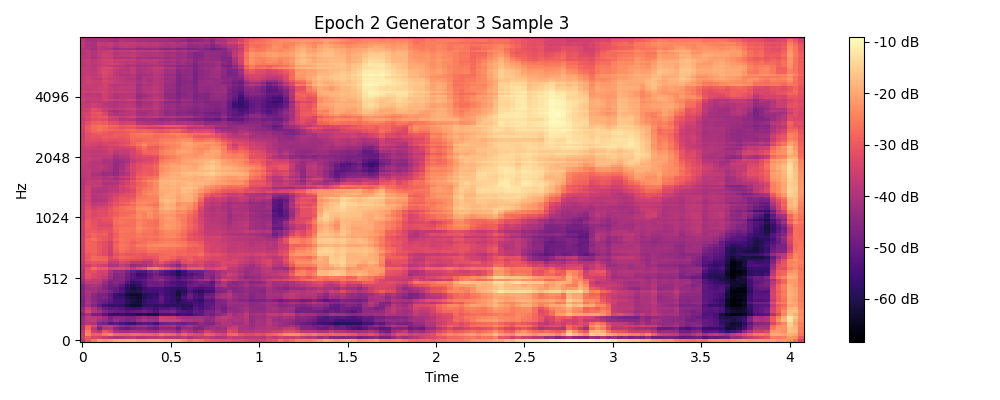 Epoch 2 Generator 3 Sample 3
Hz
4096
2048
1024
512
0
0 0.5 1 1.5 2 2.5 3 3.5 4
Time
-10 dB
-20 dB
-30 dB
-40 dB
-50 dB
-60 dB